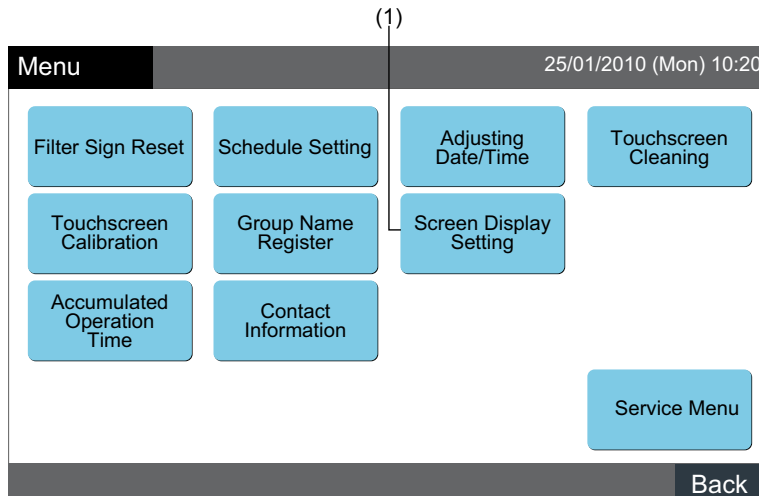 (1)
Menu
25/01/2010 (Mon) 10:20
Filter Sign Reset
Schedule Setting
Adjusting
Date/Time
Touchscreen
Cleaning
Touchscreen
Calibration
Group Name
Register
Screen Display
Setting
Accumulated
Operation
Time
Contact
Information
Service Menu
Back